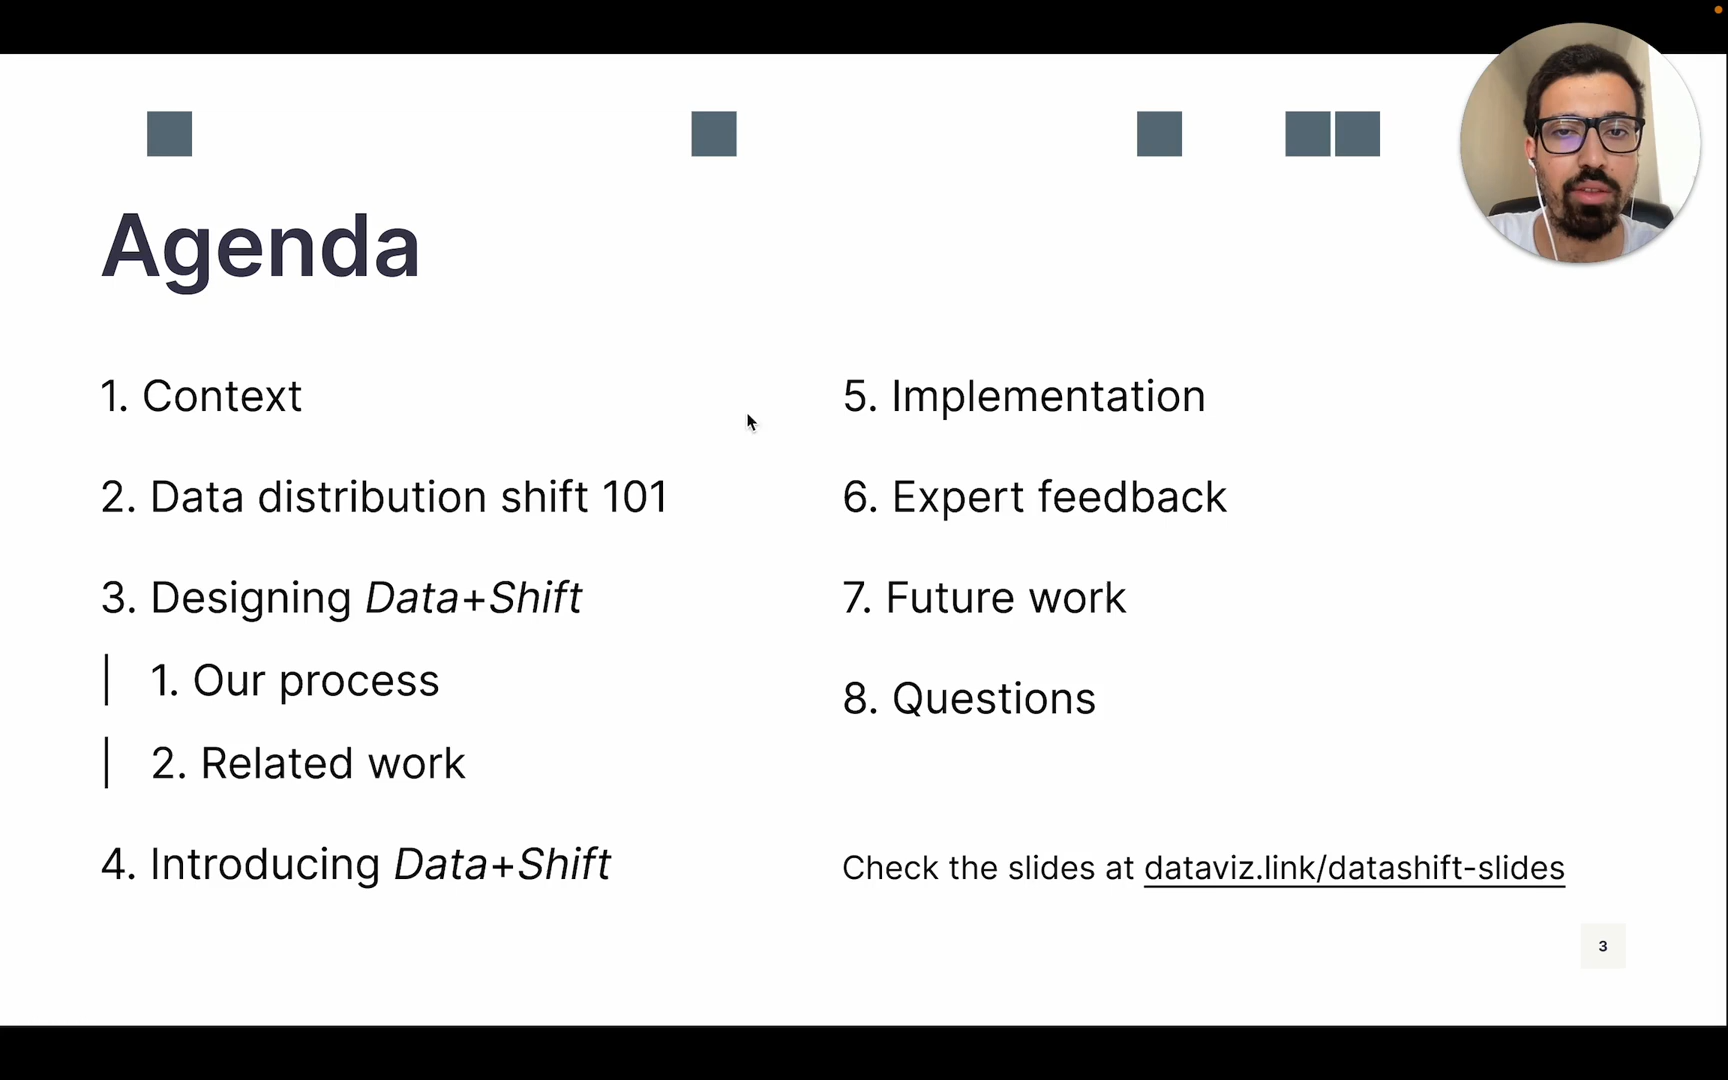 Agenda
1. Context
2. Data distribution shift 101
3. Designing Data+Shift
1. Our process
2. Related work
4. Introducing Data+Shift
5. Implementation
6. Expert feedback
7. Future work
8. Questions
Check the slides at dataviz.link/datashift-slides
3